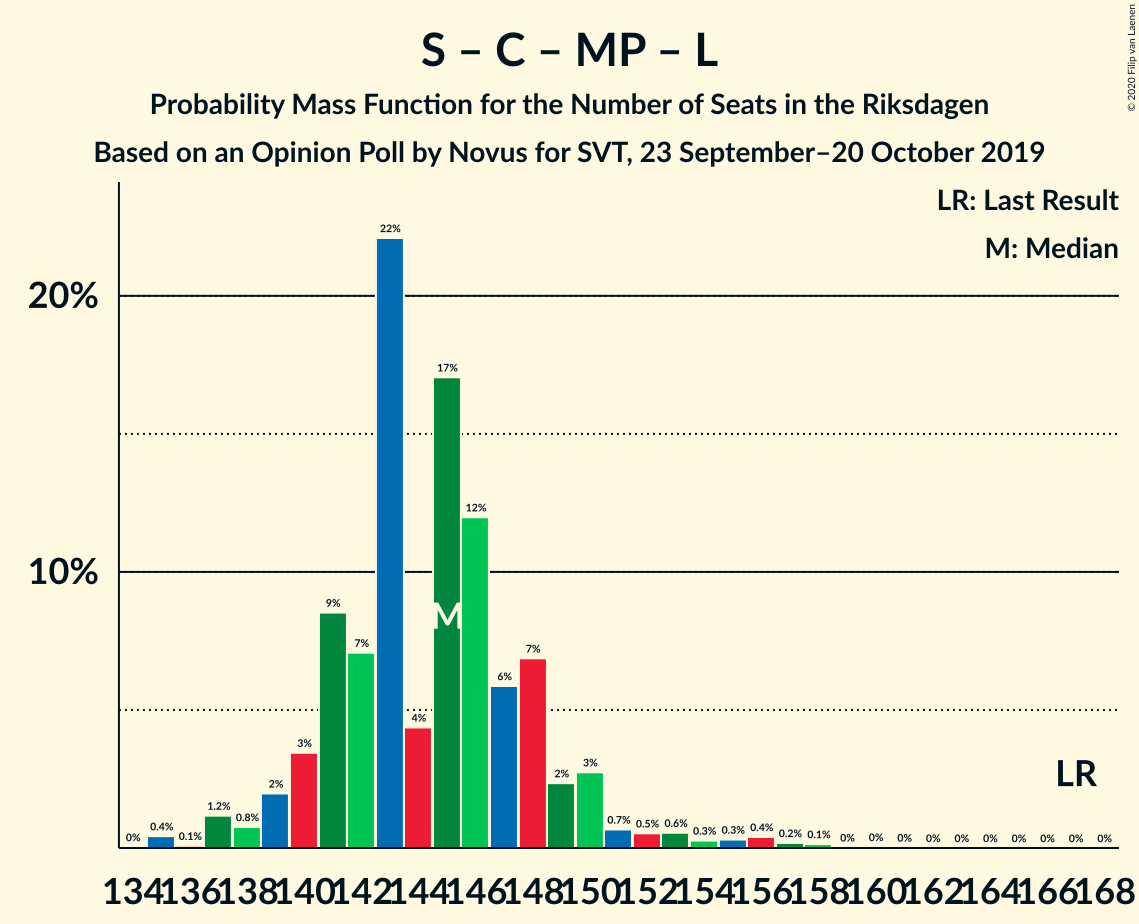 S – C – MP – L
Probability Mass Function for the Number of Seats in the Riksdagen
Based on an Opinion Poll by Novus for SVT, 23 September–20 October 2019
© 2020 Filip van Laenen
LR: Last Result
M: Median
20%
10%
0% 0.4% 0.1% 1.2% 0.8% 2% 3% 9% 7% 22% 4% 17% 12% 6% 7% 2% 3% 0.7% 0.5% 0.6% 0.3% 0.3% 0.4% 0.2% 0.1% 0% 0% 0% 0% 0% 0% 0% 0% 0% 0%
M
LR
134 136 138 140 142 144 146 148 150 152 154 156 158 160 162 164 166 168